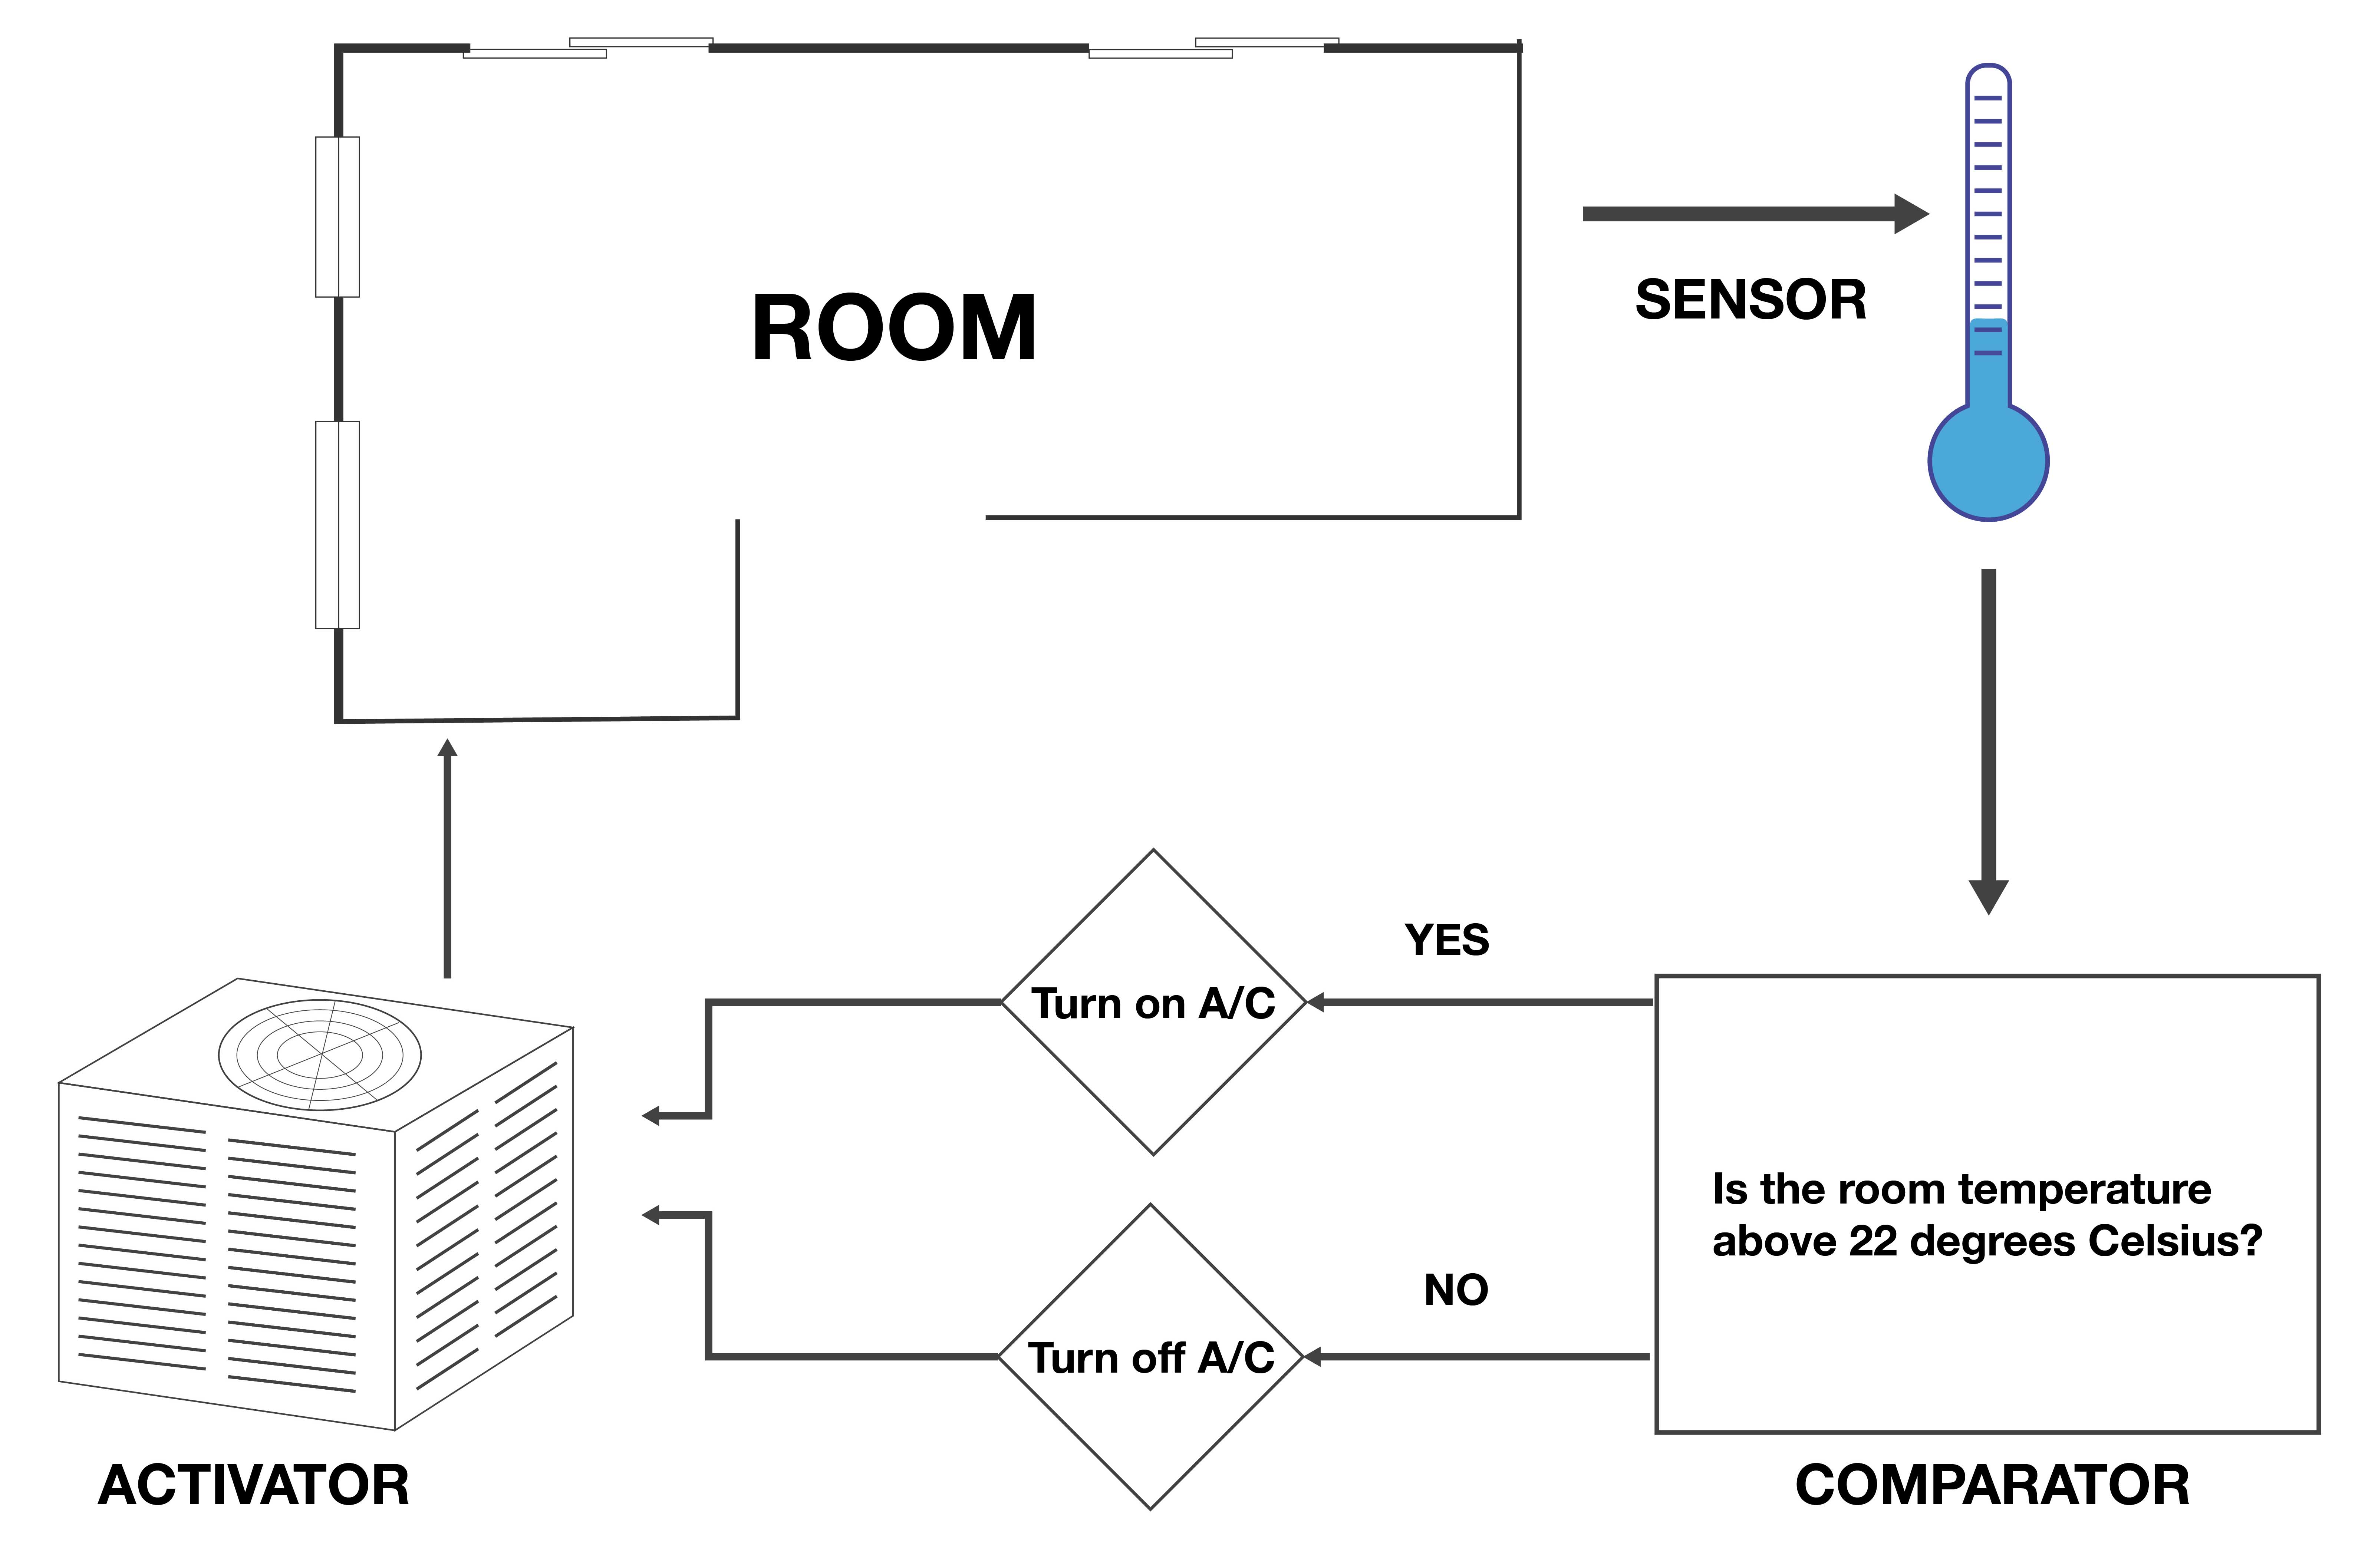 ROOM
SENSOR
YES
Turn on A/C
Is the room temperature
above 22 degrees Celsius?
NO
Turn off A/C
ACTIVATOR
COMPARATOR